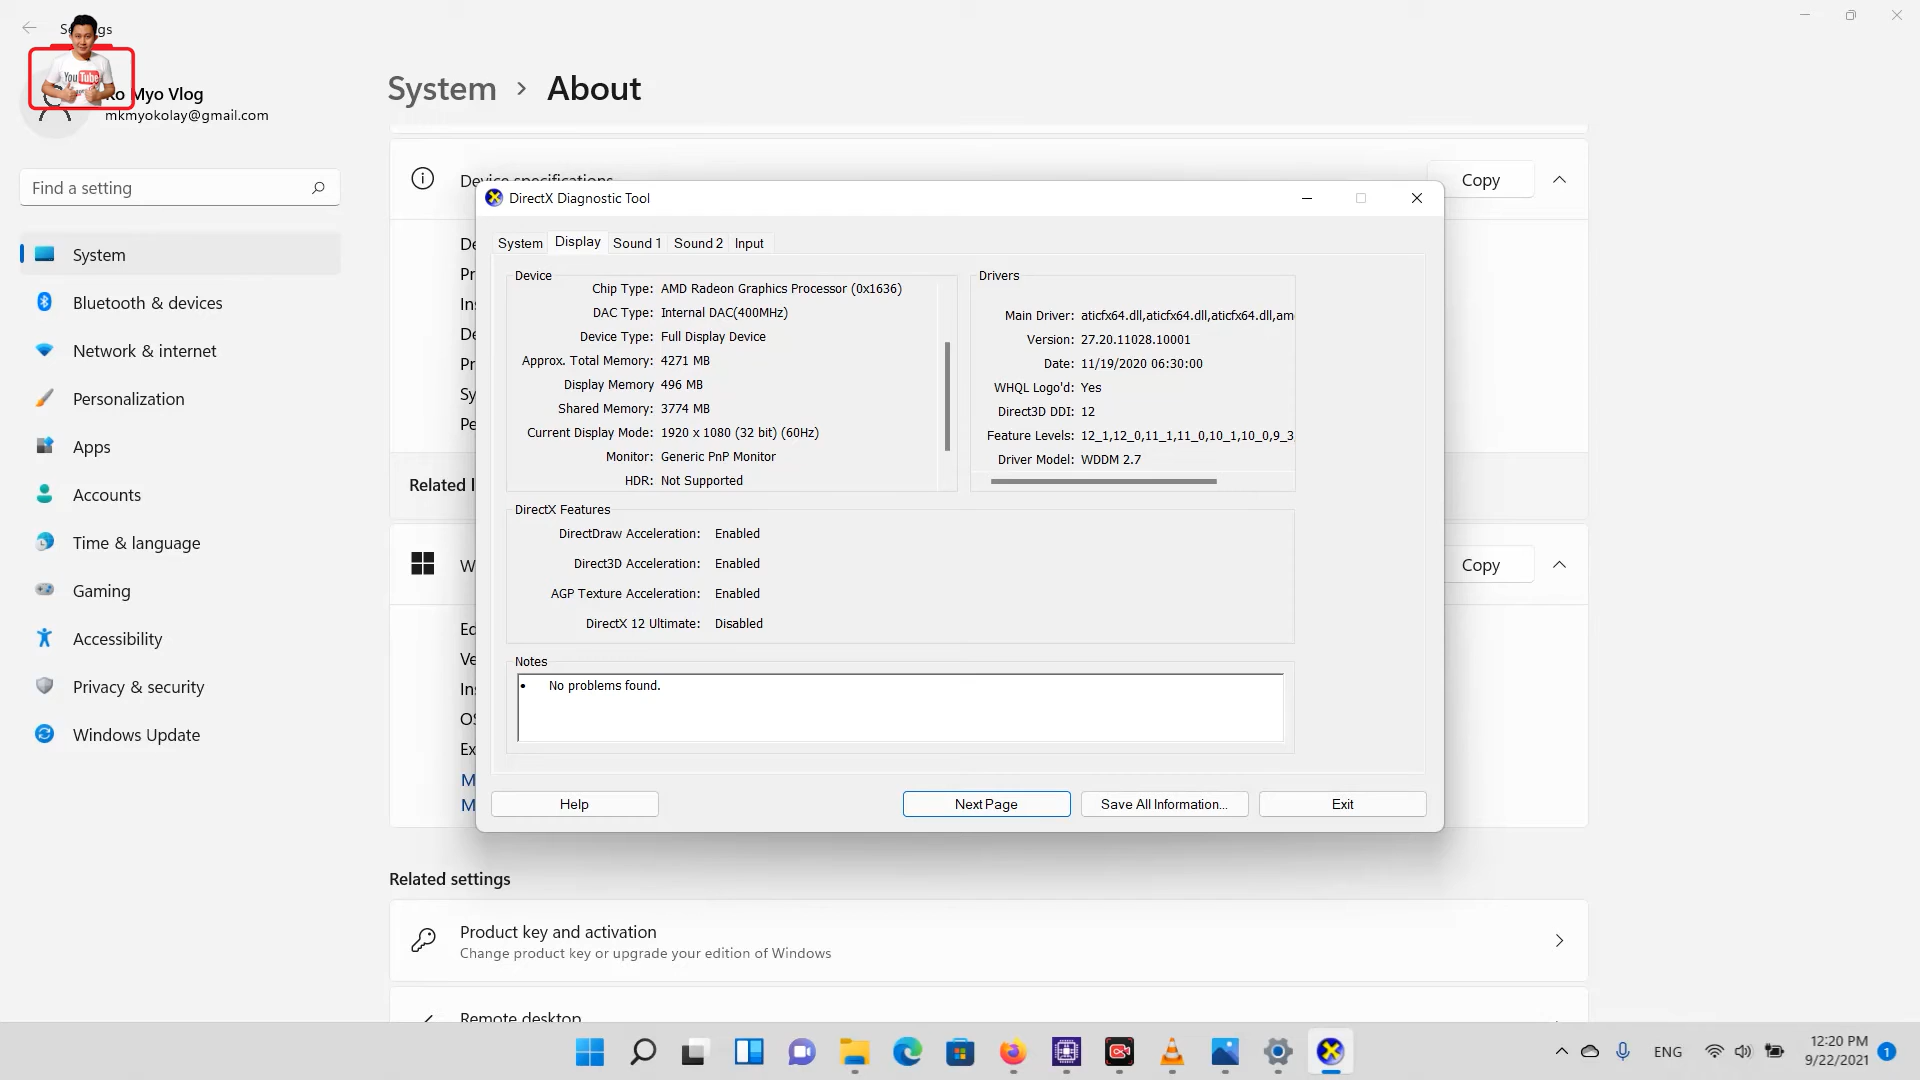 System > About
You Tube
Ko Myo Vlog
mkmyokolay@gmail.com
Find a setting
System
Bluetooth & devices
Network & internet
Personalization
Apps
Accounts
Time & language
Gaming
Accessibility
Privacy & security
Windows Update
Device specifications
Copy
DirectX Diagnostic Tool
System Display Sound 1 Sound 2 Input
Device
Chip Type: AMD Radeon Graphics Processor (0x1636)
DAC Type: Internal DAC(400MHz)
Device Type: Full Display Device
Approx. Total Memory: 4271 MB
Display Memory 496 MB
Shared Memory: 3774 MB
Current Display Mode: 1920 x 1080 (32 bit) (60Hz)
Monitor: Generic PnP Monitor
HDR: Not Supported
Drivers
Main Driver: aticfx64.dll,aticfx64.dll,aticfx64.dll,am
Version: 27.20.11028.10001
Date: 11/19/2020 06:30:00
WHQL Logo'd: Yes
Direct3D DDI: 12
Feature Levels: 12_1,12_0,11_1,11_0,10_1,10_0,9_3
Driver Model: WDDM 2.7
DirectX Features
DirectDraw Acceleration: Enabled
Direct3D Acceleration: Enabled
AGP Texture Acceleration: Enabled
DirectX 12 Ultimate: Disabled
Notes
• No problems found.
Help
Next Page
Save All Information...
Exit
Related
Copy
Related settings
Product key and activation
Change product key or upgrade your edition of Windows
Remote desktop
ENG
12:20 PM
9/22/2021
1